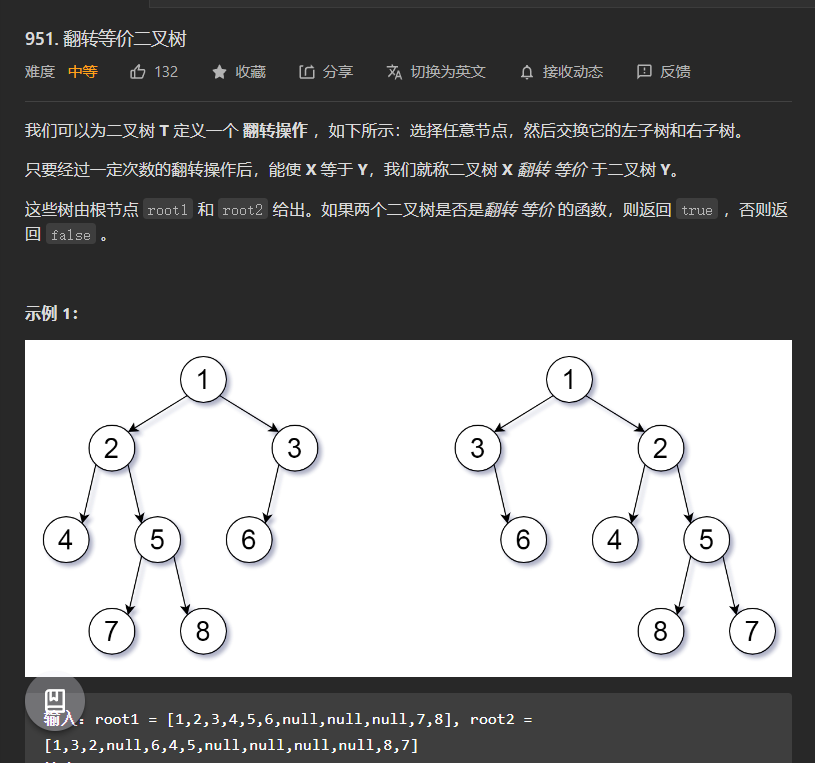 951. 翻转等价二叉树
难度 中等 132 收藏 分享 切换为英文 接收动态 反馈
我们可以为二叉树 T 定义一个 翻转操作 ，如下所示：选择任意节点，然后交换它的左子树和右子树。
只要经过一定次数的翻转操作后，能使 X 等于 Y，我们就称二叉树 X 翻转 等价 于二叉树 Y。
这些树由根节点 root1 和 root2 给出。如果两个二叉树是否是翻转 等价 的函数，则返回 true ，否则返
回 false 。
示例 1：
1 1
2 3 3 2
4 5 6 6 4 5
7 8 8 7
输入：root1 = [1,2,3,4,5,6,null,null,null,7,8], root2 =
[1,3,2,null,6,4,5,null,null,null,null,8,7]